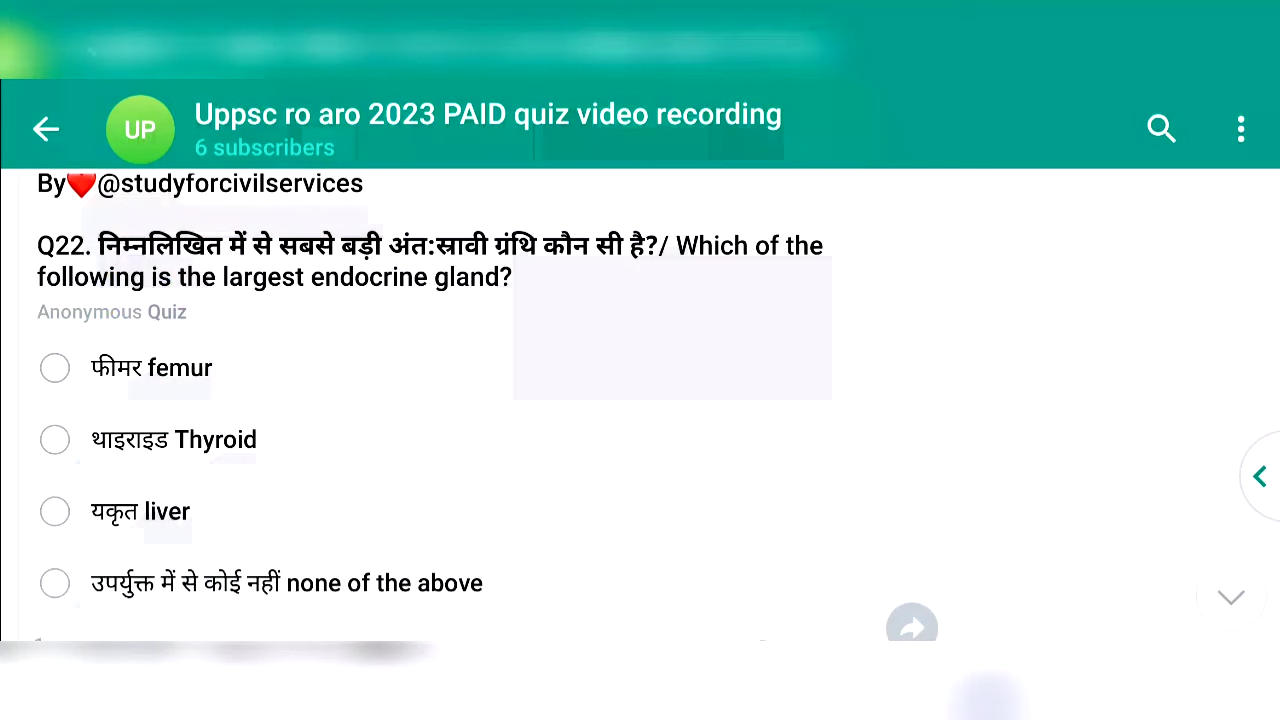 Uppsc ro aro 2023 PAID quiz video recording
UP
6 subscribers
By❤️@studyforcivilservices
Q22. निम्नलिखित में से सबसे बड़ी अंत:स्रावी ग्रंथि कौन सी है?/ Which of the
following is the largest endocrine gland?
Anonymous Quiz
फीमर femur
थाइराइड Thyroid
यकृत liver
उपर्युक्त में से कोई नहीं none of the above